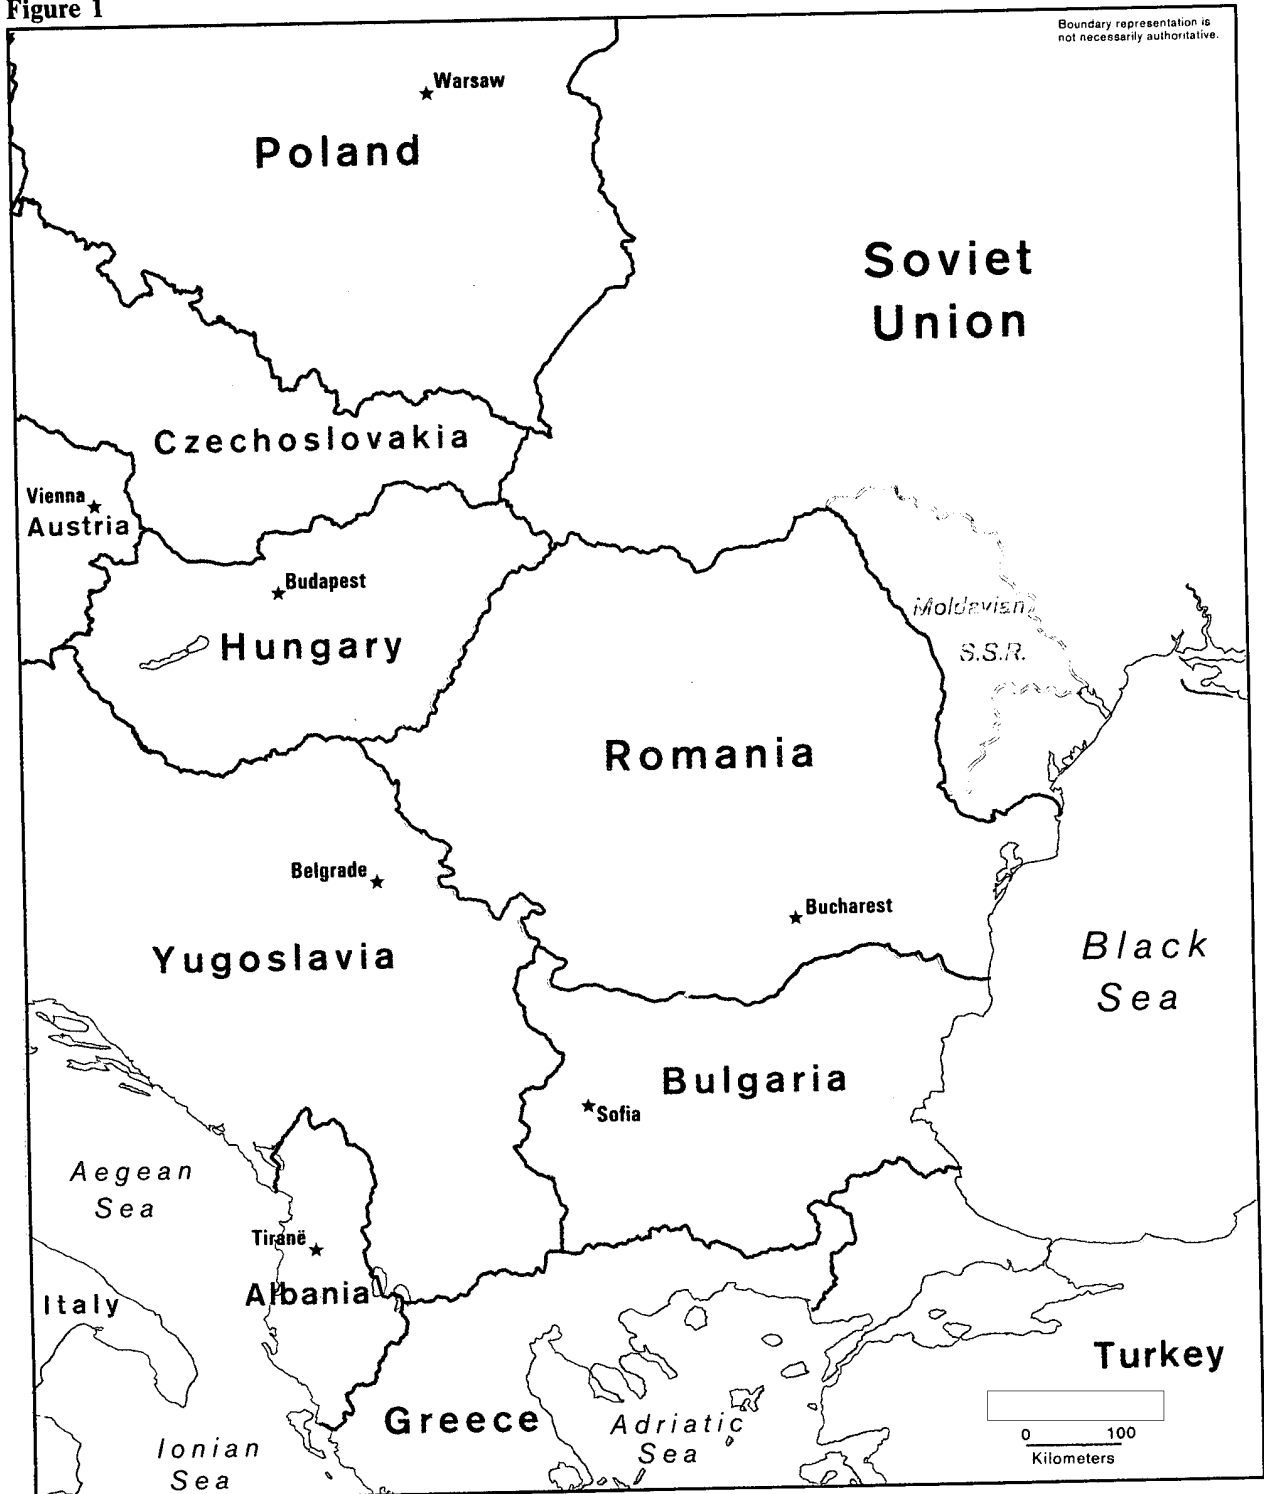 Figure 1
Boundary representation is
not necessarily authoritative.
Warsaw
Poland
Soviet
Union
Czechoslovakia
Vienna
Austria
Budapest
Hungary
Moldavian
S.S.R.
Romania
Belgrade
Bucharest
Yugoslavia
Black
Sea
Bulgaria
Sofia
Aegean
Sea
Tiranë
Albania
Italy
Turkey
Greece
Adriatic
Sea
Ionian
Sea
0 100
Kilometers